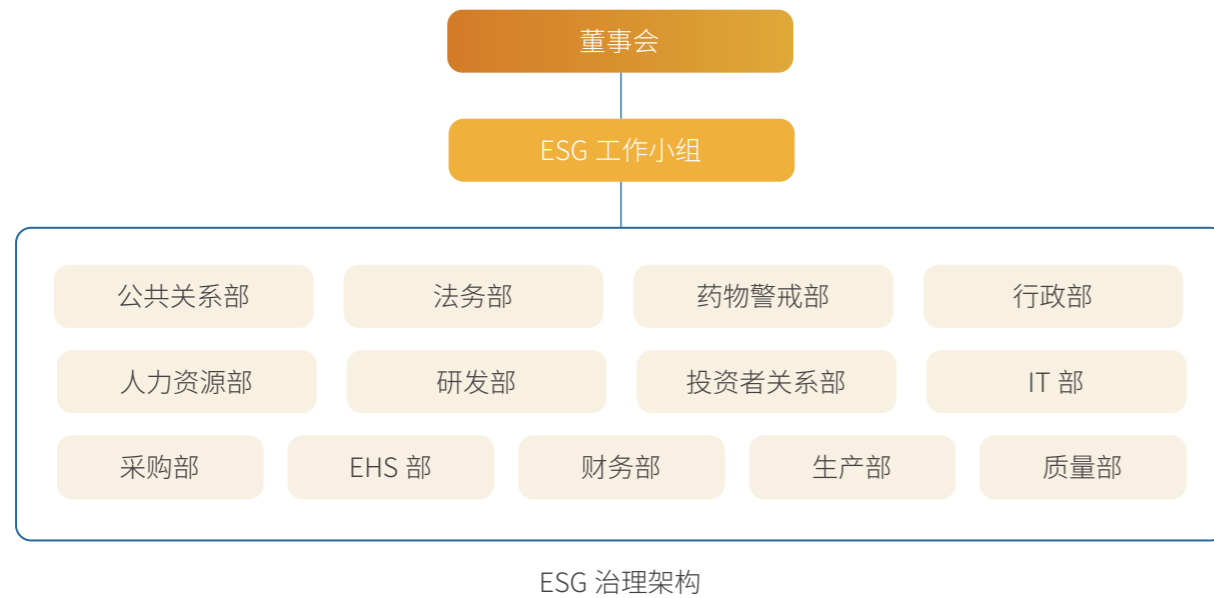 董事会
ESG 工作小组
公共关系部 法务部 药物警戒部 行政部
人力资源部 研发部 投资者关系部 IT 部
采购部 EHS 部 财务部 生产部 质量部
ESG 治理架构